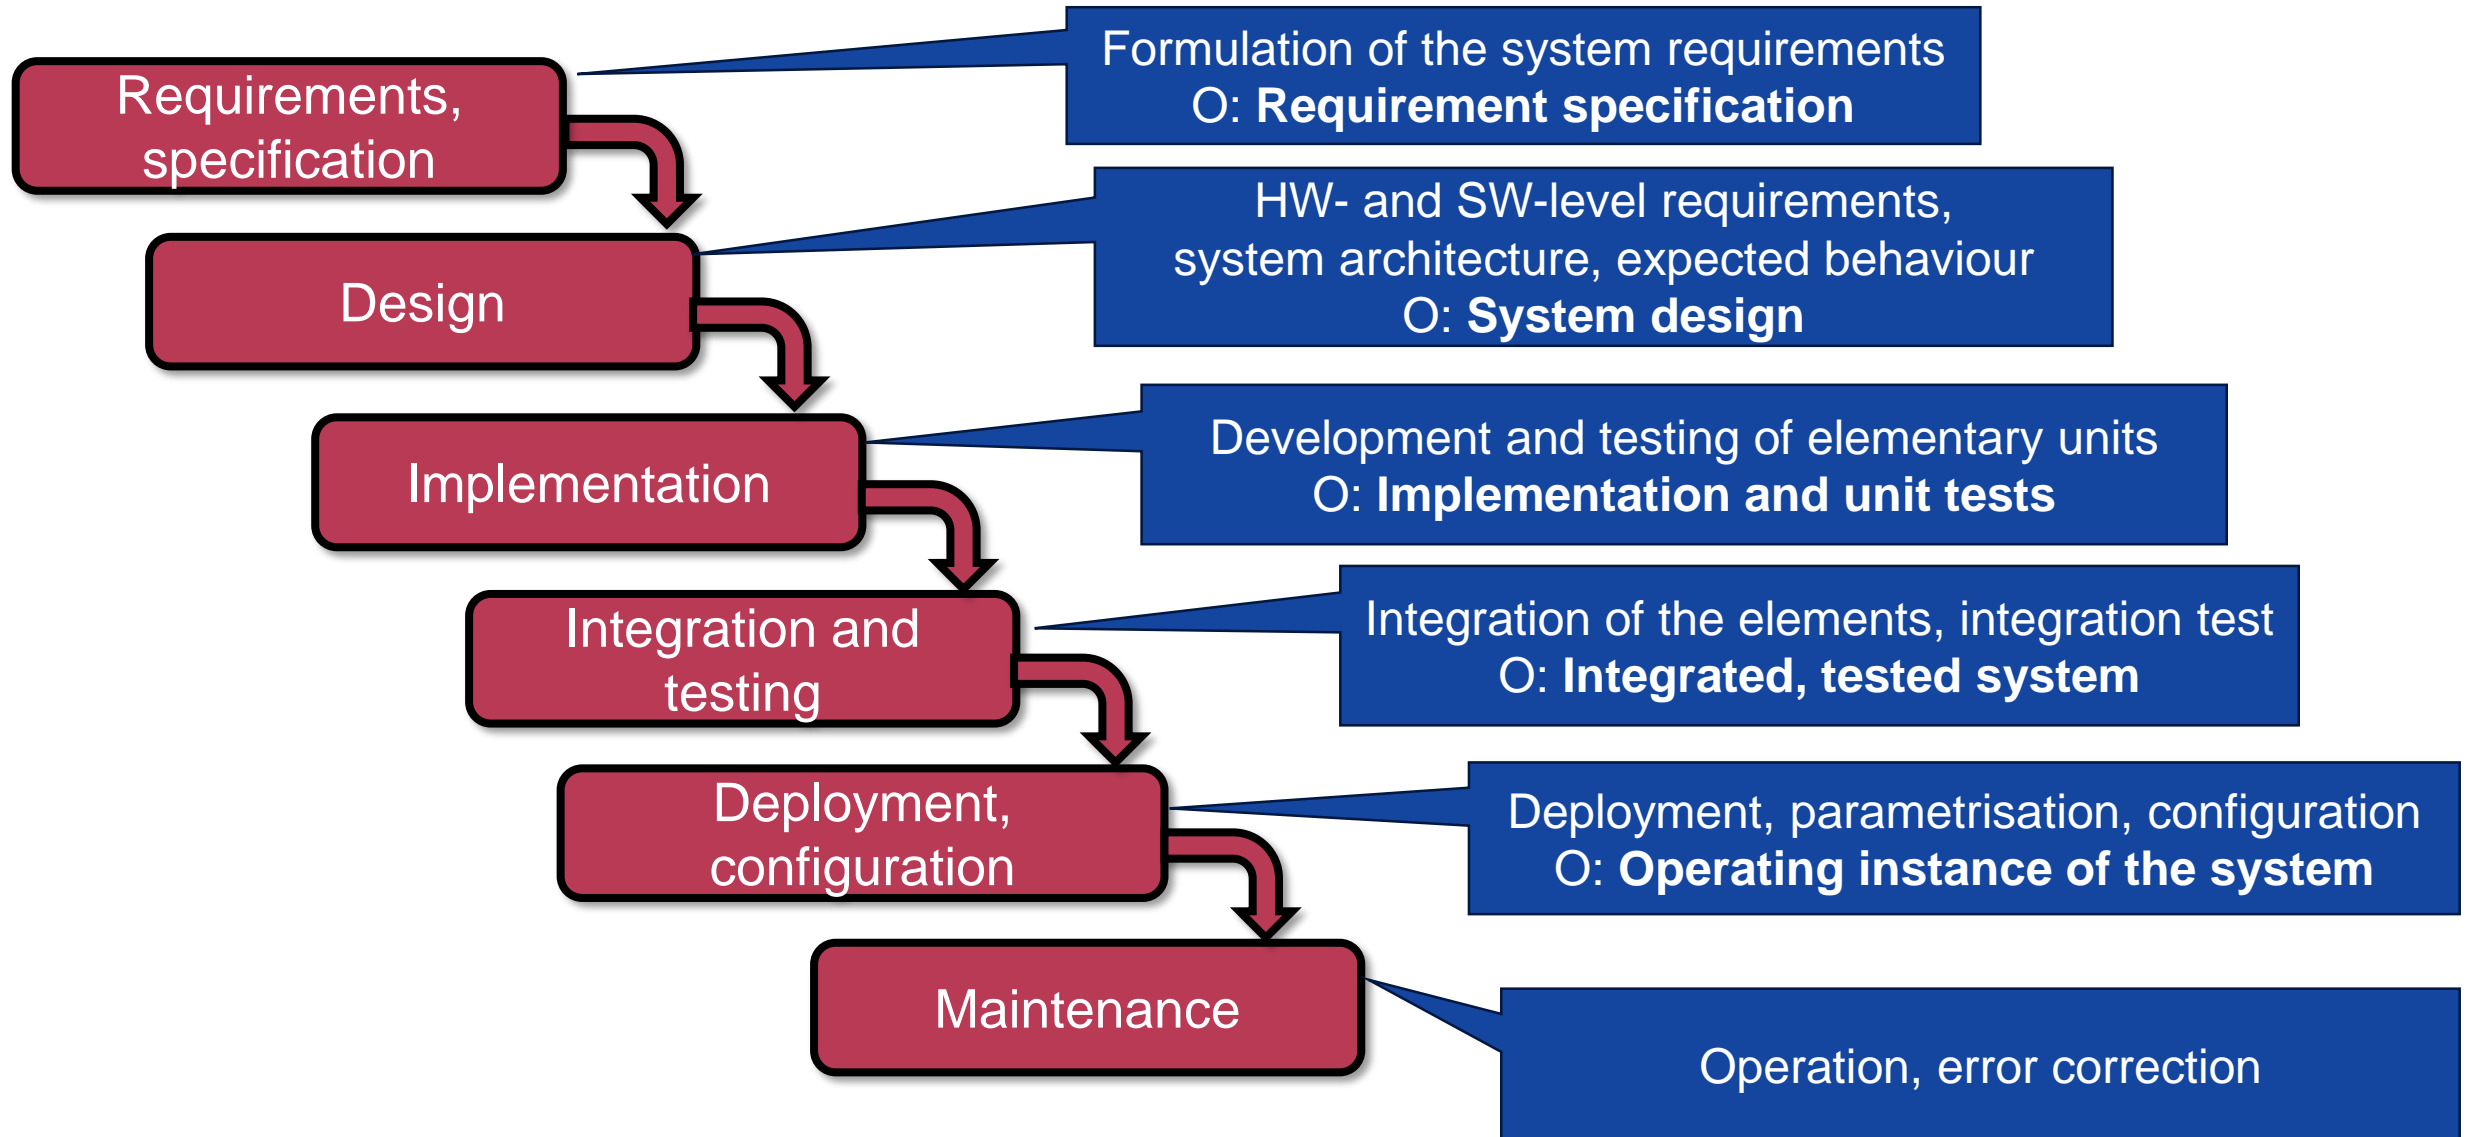 Requirements,
specification
Formulation of the system requirements
O: Requirement specification
Design
HW- and SW-level requirements,
system architecture, expected behaviour
O: System design
Implementation
Development and testing of elementary units
O: Implementation and unit tests
Integration and
testing
Integration of the elements, integration test
O: Integrated, tested system
Deployment,
configuration
Deployment, parametrisation, configuration
O: Operating instance of the system
Maintenance
Operation, error correction